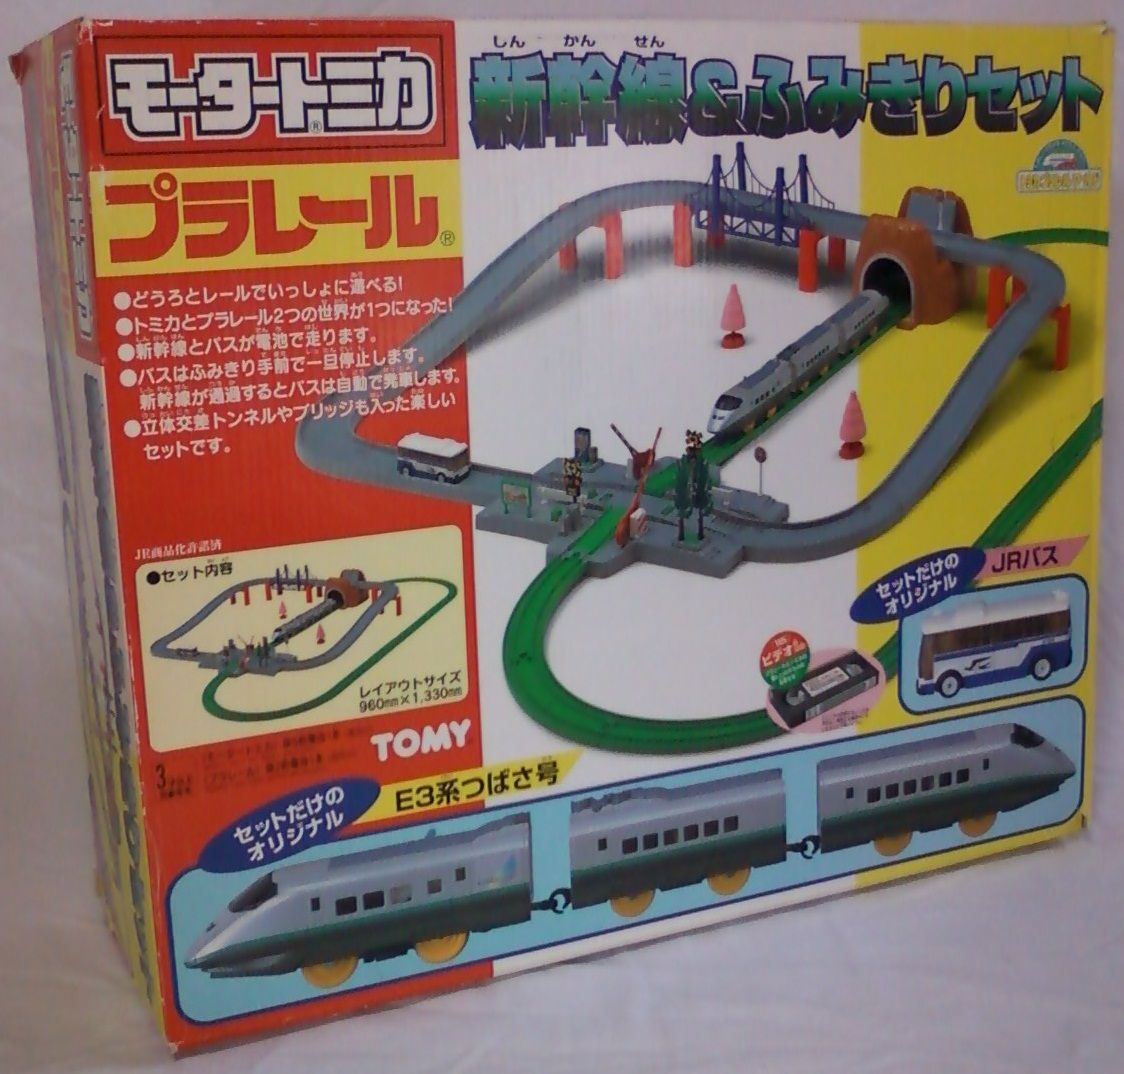 モータートミカ®
プラレール®
しんかんせん
新幹線&ふみきりセット
●どうろとレールでいっしょに遊べる!
●トミカとプラレール2つの世界が1つになった!
●新幹線とバスが電池で走ります。
●バスはふみきり手前で一旦停止します。
新幹線が通過するとバスは自動で発車します。
●立体交差トンネルやブリッジも入った楽しい
セットです。
JR商品化許諾済
●セット内容
レイアウトサイズ
960mm×1,330mm
TOMY
セットだけの
オリジナル
JRバス
ビデオ
セットだけの
オリジナル
E3系つばさ号